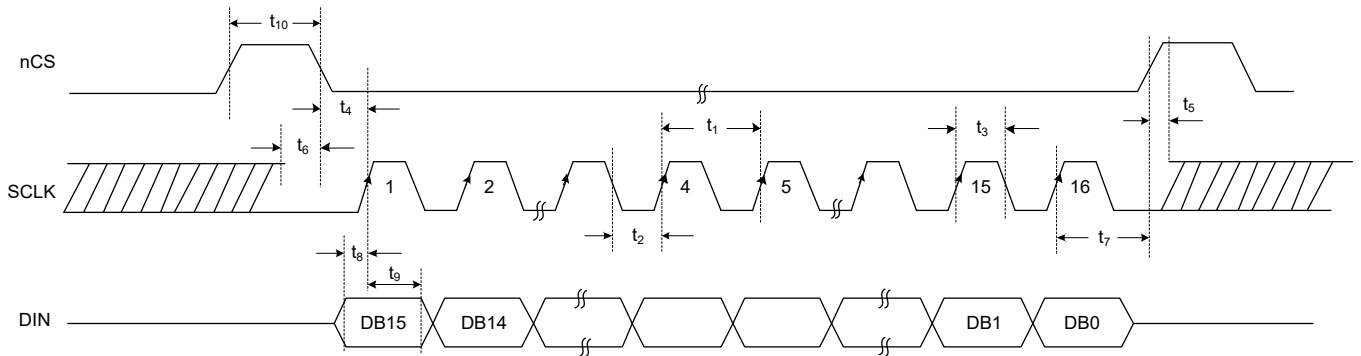 t10
nCS
t4
t5
t1
t3
t6
SCLK
1
2
4
5
15
16
t2
t7
t8
t9
DIN
DB15
DB14
DB1
DB0